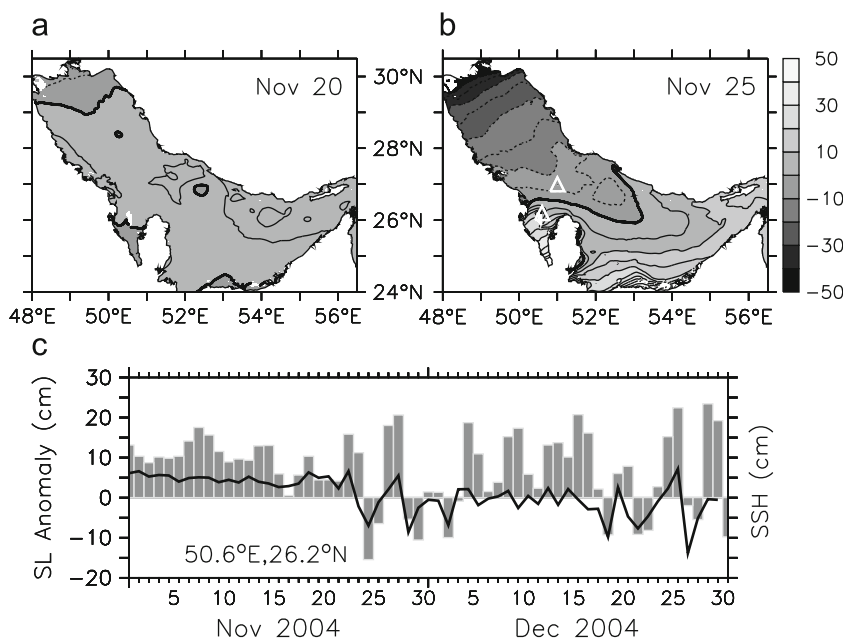 a
b
48°E 50°E 52°E 54°E 56°E
30°N
28°N
26°N
24°N
Nov 20
48°E 50°E 52°E 54°E 56°E
Nov 25
50
30
10
-10
-30
-50
c
SL Anomaly (cm)
30
20
10
0
-10
-20
SSH (cm)
50.6°E,26.2°N
5 10 15 20 25 30 5 10 15 20 25 30
Nov 2004 Dec 2004